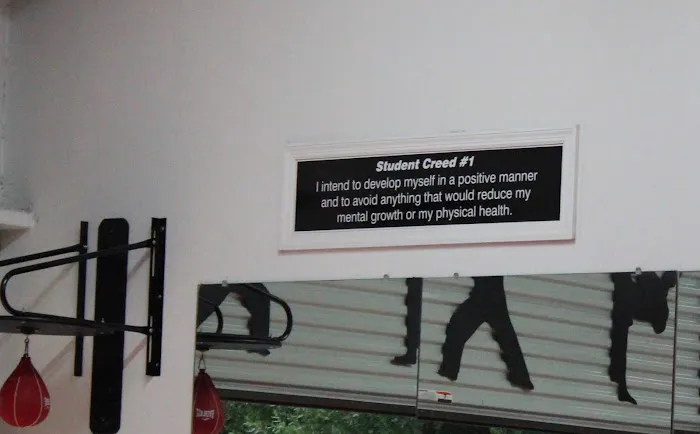 Student Creed #1
I intend to develop myself in a positive manner
and to avoid anything that would reduce my
mental growth or my physical health.